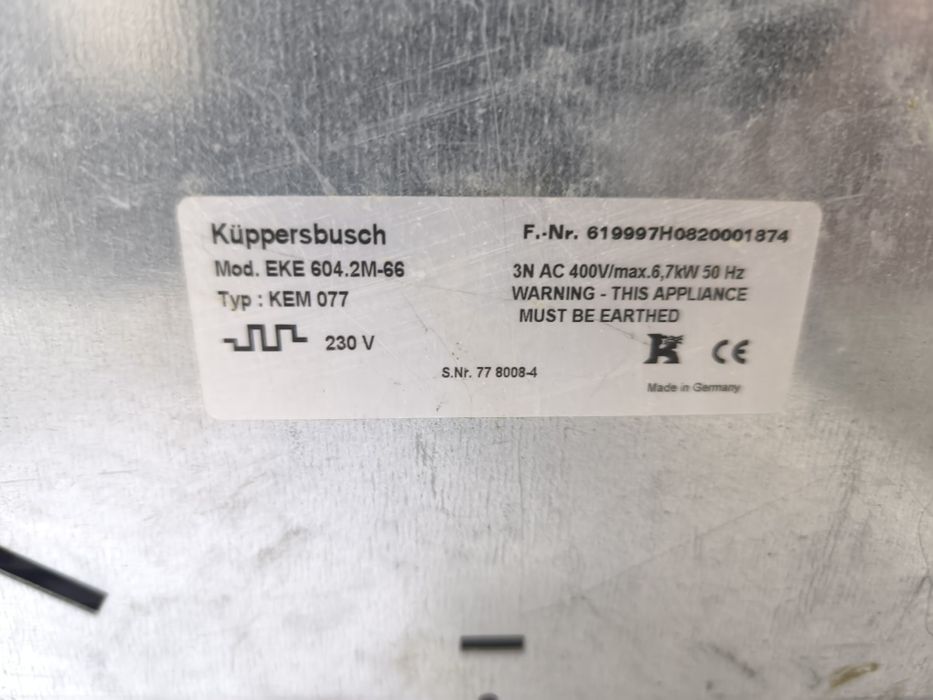 Küppersbusch
F.-Nr. 619997H0820001874
Mod. EKE 604.2M-66
3N AC 400V/max.6,7kW 50 Hz
Typ : KEM 077
WARNING - THIS APPLIANCE
MUST BE EARTHED
230 V
K
CE
S.Nr. 77 8008-4
Made in Germany